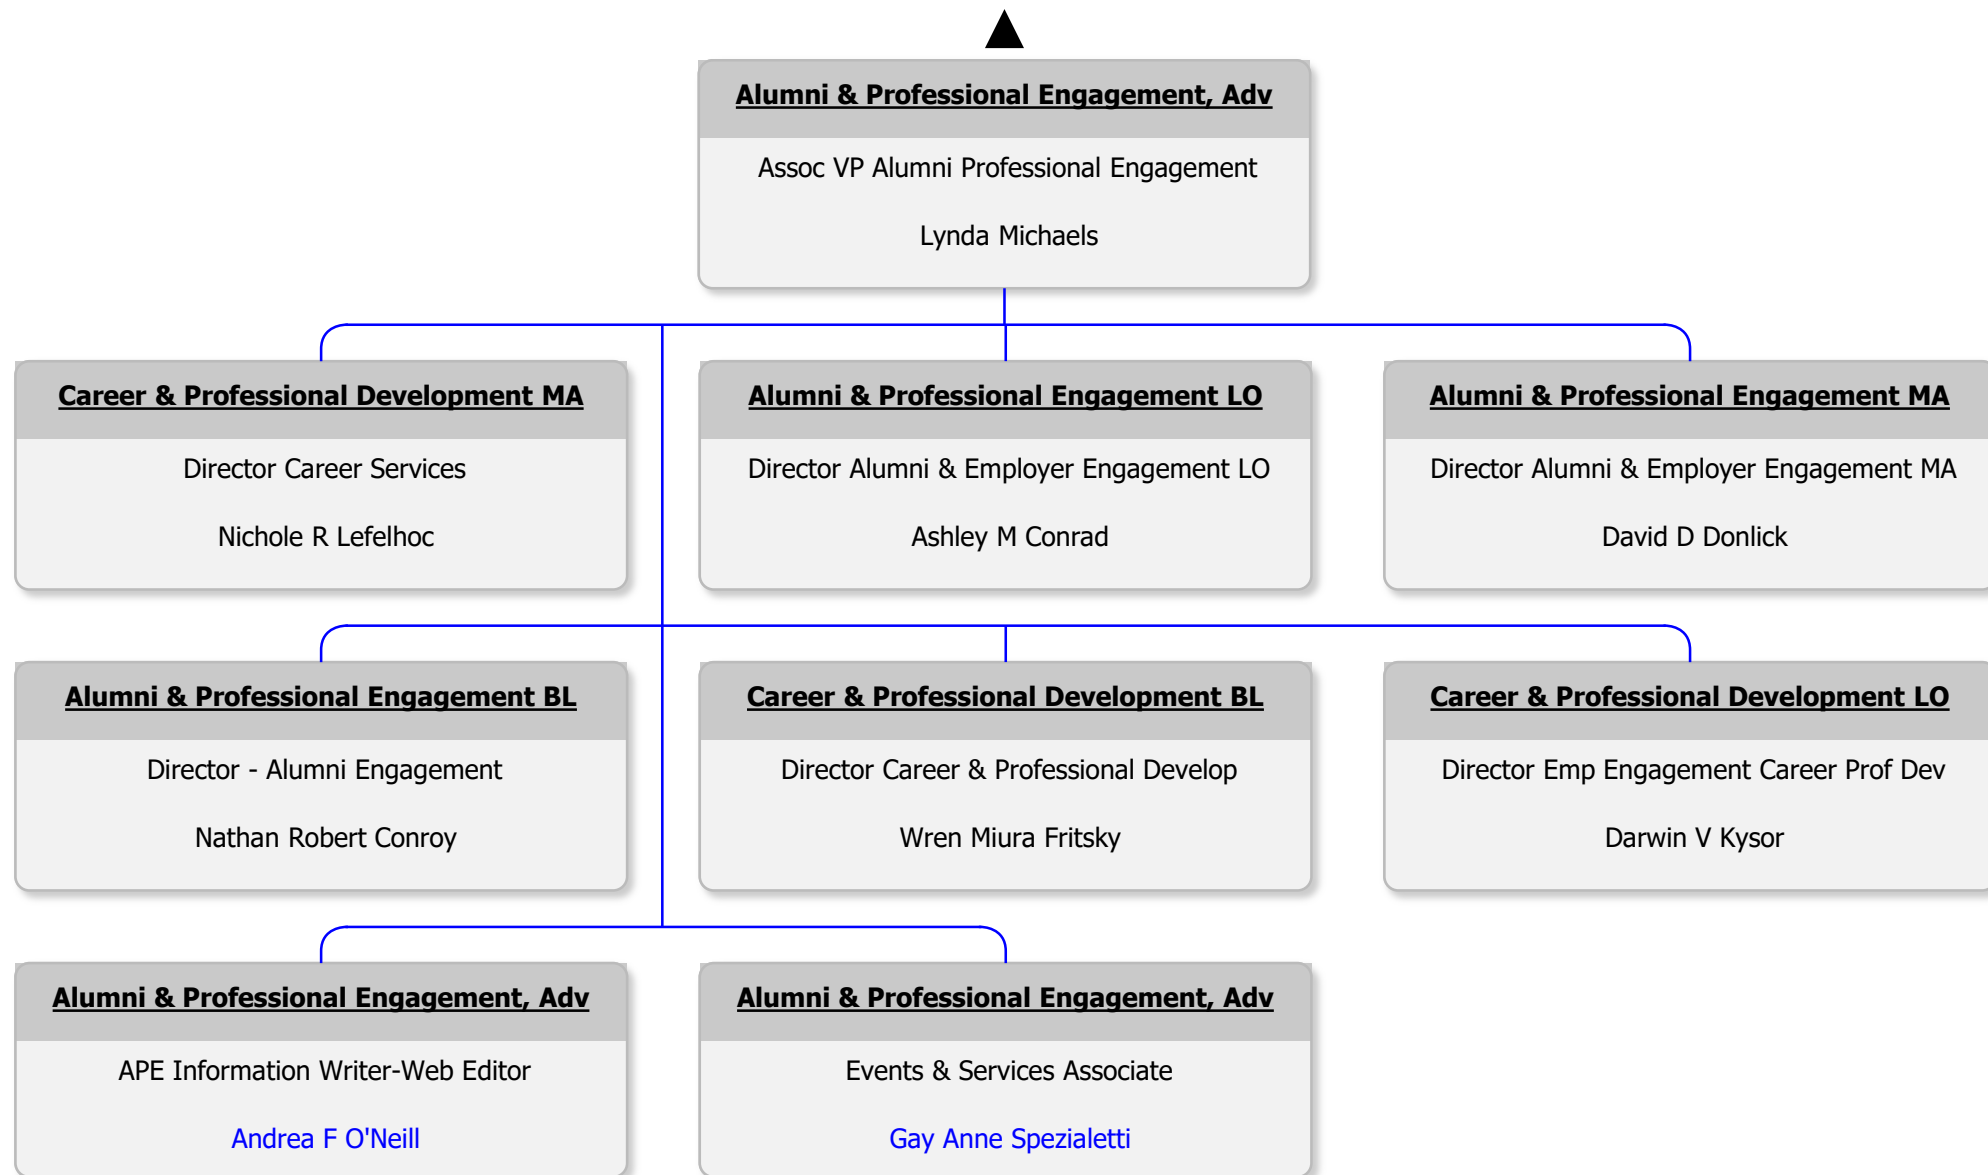 Alumni & Professional Engagement, Adv
Assoc VP Alumni Professional Engagement
Lynda Michaels
Career & Professional Development MA
Director Career Services
Nichole R Lefelhoc
Alumni & Professional Engagement LO
Director Alumni & Employer Engagement LO
Ashley M Conrad
Alumni & Professional Engagement MA
Director Alumni & Employer Engagement MA
David D Donlick
Alumni & Professional Engagement BL
Director - Alumni Engagement
Nathan Robert Conroy
Career & Professional Development BL
Director Career & Professional Develop
Wren Miura Fritsky
Career & Professional Development LO
Director Emp Engagement Career Prof Dev
Darwin V Kysor
Alumni & Professional Engagement, Adv
APE Information Writer-Web Editor
Andrea F O'Neill
Alumni & Professional Engagement, Adv
Events & Services Associate
Gay Anne Spezialetti